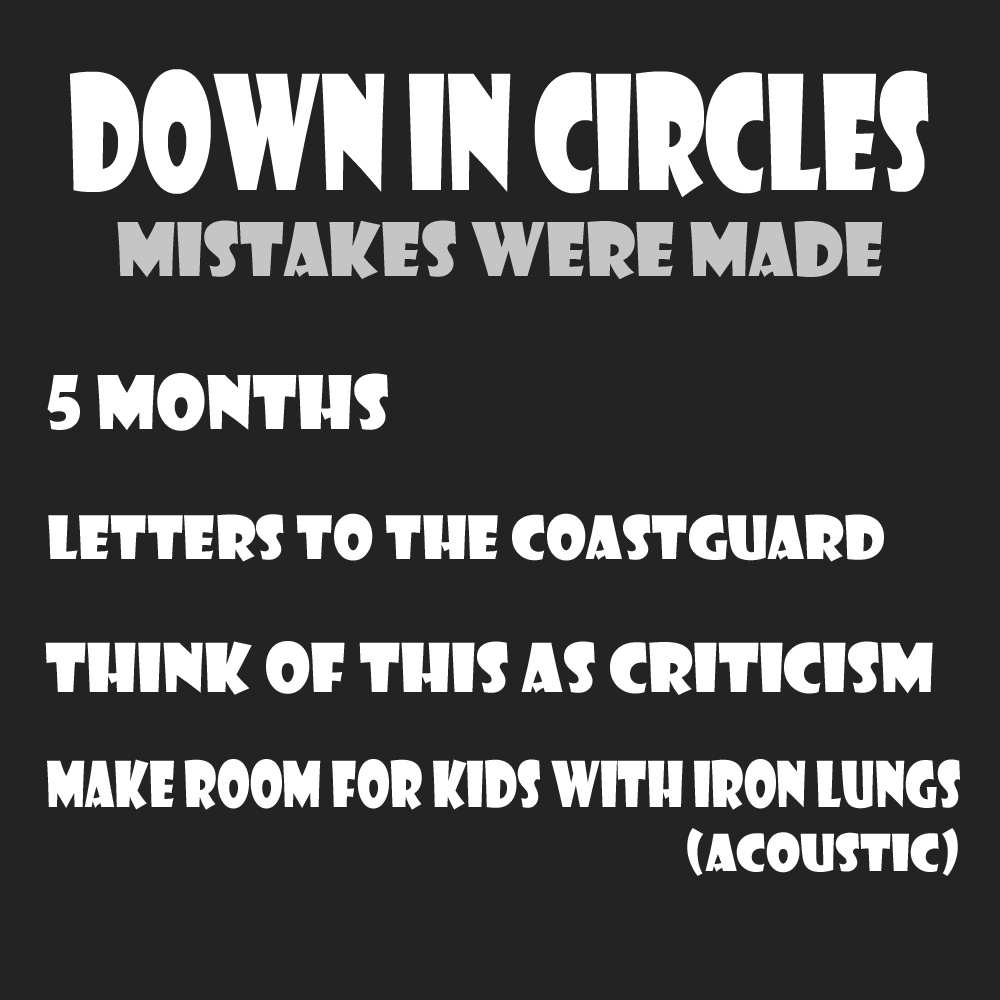 DOWN IN CIRCLES
MISTAKES WERE MADE
5 MONTHS
LETTERS TO THE COASTGUARD
THINK OF THIS AS CRITICISM
MAKE ROOM FOR KIDS WITH IRON LUNGS
(ACOUSTIC)